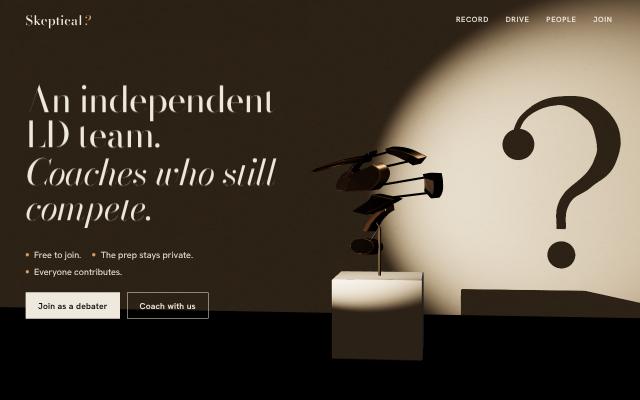 Skeptical?
RECORD DRIVE PEOPLE JOIN
An independent
LD team.
Coaches who still
compete.
• Free to join. • The prep stays private.
• Everyone contributes.
Join as a debater Coach with us
?